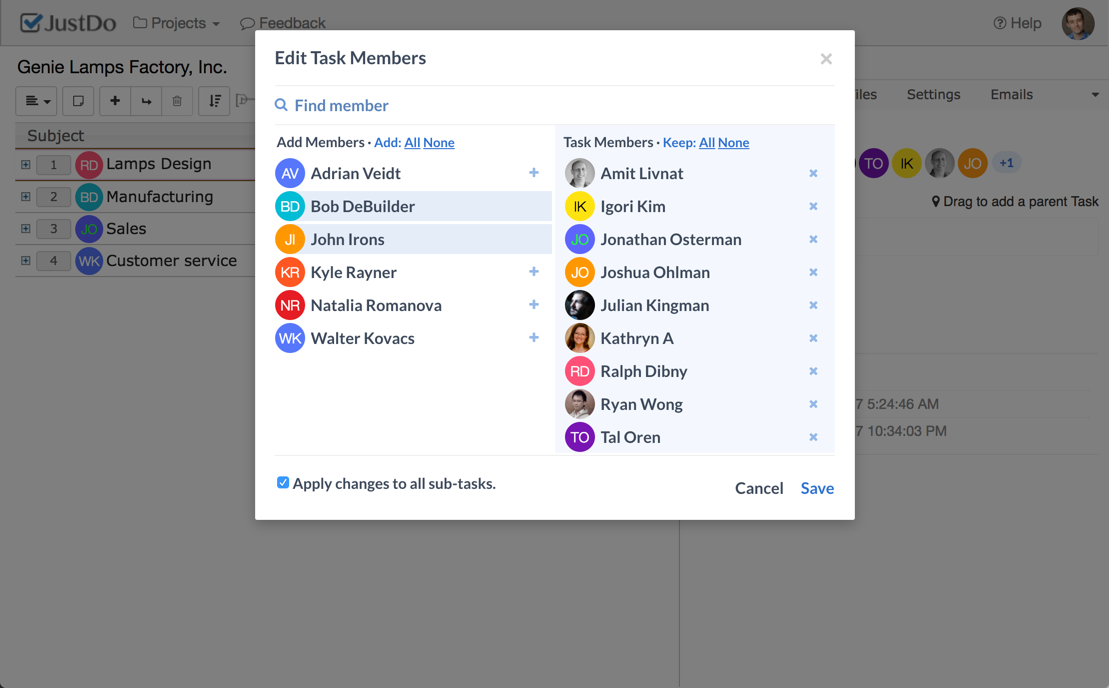 JustDo Projects Feedback Help
Genie Lamps Factory, Inc.
iles Settings Emails
Subject
1 RD Lamps Design
2 BD Manufacturing
3 JO Sales
4 WK Customer service
TO IK JO +1
Drag to add a parent Task
7 5:24:46 AM
7 10:34:03 PM
Edit Task Members ×
Find member
Add Members · Add: All None
AV Adrian Veidt +
BD Bob DeBuilder
JI John Irons
KR Kyle Rayner +
NR Natalia Romanova +
WK Walter Kovacs +
Task Members · Keep: All None
Amit Livnat ×
IK Igori Kim ×
JO Jonathan Osterman ×
JO Joshua Ohlman ×
Julian Kingman ×
Kathryn A ×
RD Ralph Dibny ×
Ryan Wong ×
TO Tal Oren ×
Apply changes to all sub-tasks.
Cancel Save